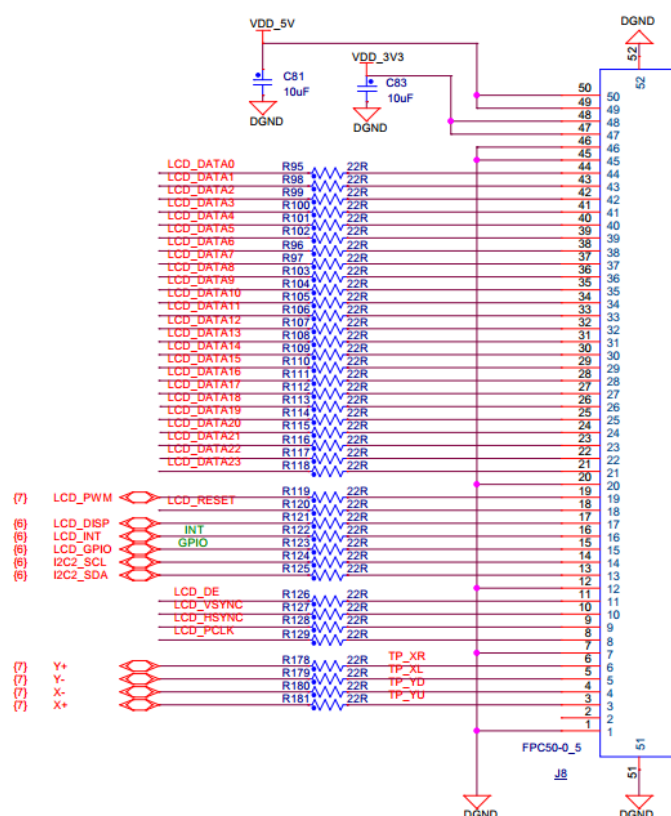 DGND
VDD_5V
52
VDD_3V3
52
C81
10uF
C83
10uF
DGND
DGND
50 50
49 49
48 48
47 47
46 46
45 45
LCD_DATA0 R95 22R 44 44
LCD_DATA1 R98 22R 43 43
LCD_DATA2 R99 22R 42 42
LCD_DATA3 R100 22R 41 41
LCD_DATA4 R101 22R 40 40
LCD_DATA5 R102 22R 39 39
LCD_DATA6 R96 22R 38 38
LCD_DATA7 R97 22R 37 37
LCD_DATA8 R103 22R 36 36
LCD_DATA9 R104 22R 35 35
LCD_DATA10 R105 22R 34 34
LCD_DATA11 R106 22R 33 33
LCD_DATA12 R107 22R 32 32
LCD_DATA13 R108 22R 31 31
LCD_DATA14 R109 22R 30 30
LCD_DATA15 R110 22R 29 29
LCD_DATA16 R111 22R 28 28
LCD_DATA17 R112 22R 27 27
LCD_DATA18 R113 22R 26 26
LCD_DATA19 R114 22R 25 25
LCD_DATA20 R115 22R 24 24
LCD_DATA21 R116 22R 23 23
LCD_DATA22 R117 22R 22 22
LCD_DATA23 R118 22R 21 21
20 20
{7} LCD_PWM R119 22R 19 19
LCD_RESET R120 22R 18 18
{6} LCD_DISP R121 22R 17 17
{6} LCD_INT INT R122 22R 16 16
{6} LCD_GPIO GPIO R123 22R 15 15
{6} I2C2_SCL R124 22R 14 14
{6} I2C2_SDA R125 22R 13 13
12 12
LCD_DE R126 22R 11 11
LCD_VSYNC R127 22R 10 10
LCD_HSYNC R128 22R 9 9
LCD_PCLK R129 22R 8 8
7 7
{7} Y+ R178 22R TP_XR 6 6
{7} Y- R179 22R TP_XL 5 5
{7} X- R180 22R TP_YD 4 4
{7} X+ R181 22R TP_YU 3 3
2 2
1 1
FPC50-0_5
51
J8
51
DGND
DGND